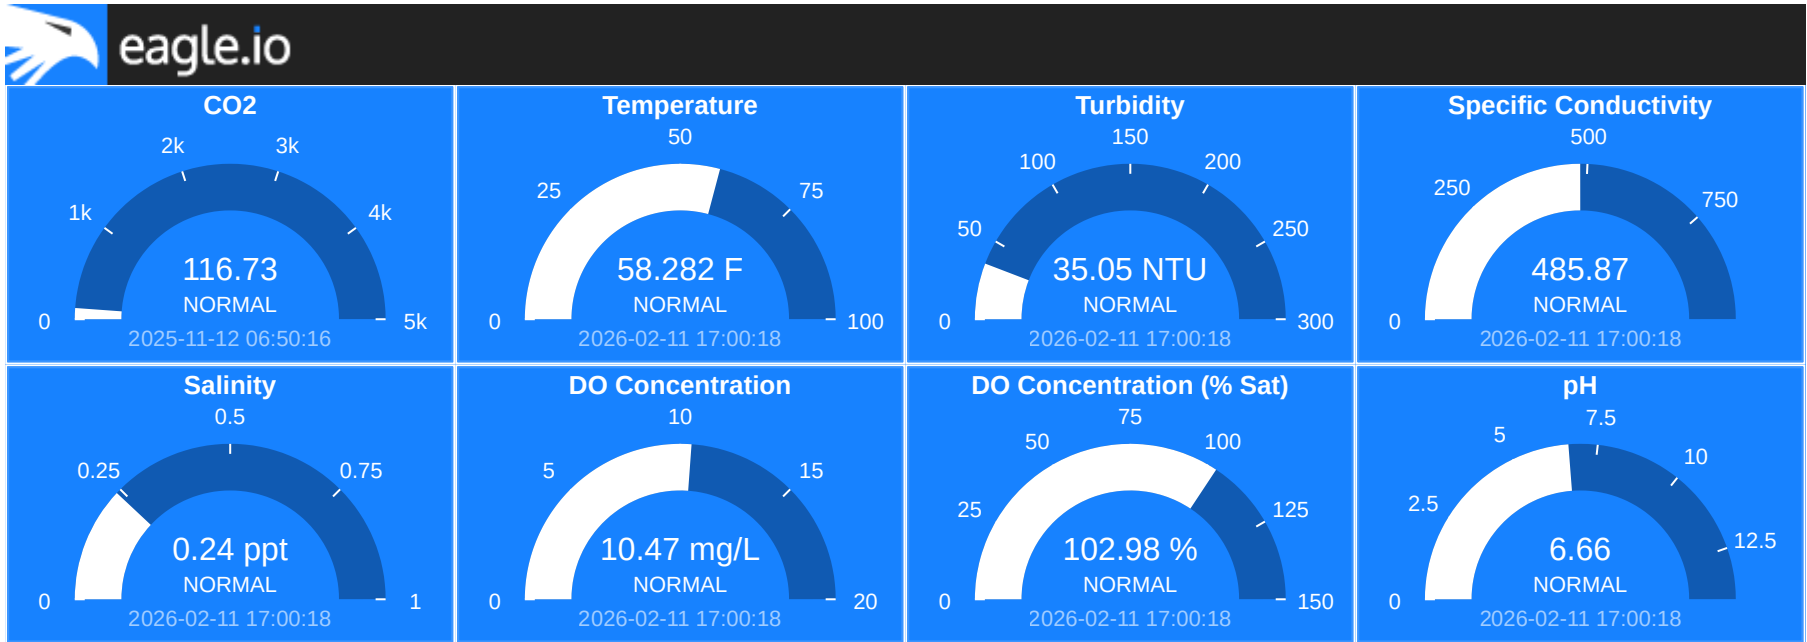 eagle.io
CO2
0
1k
2k
3k
4k
5k
116.73
NORMAL
2025-11-12 06:50:16
Temperature
0
25
50
75
100
58.282 F
NORMAL
2026-02-11 17:00:18
Turbidity
0
50
100
150
200
250
300
35.05 NTU
NORMAL
2026-02-11 17:00:18
Specific Conductivity
0
250
500
750
485.87
NORMAL
2026-02-11 17:00:18
Salinity
0
0.25
0.5
0.75
1
0.24 ppt
NORMAL
2026-02-11 17:00:18
DO Concentration
0
5
10
15
20
10.47 mg/L
NORMAL
2026-02-11 17:00:18
DO Concentration (% Sat)
0
25
50
75
100
125
150
102.98 %
NORMAL
2026-02-11 17:00:18
pH
0
2.5
5
7.5
10
12.5
6.66
NORMAL
2026-02-11 17:00:18